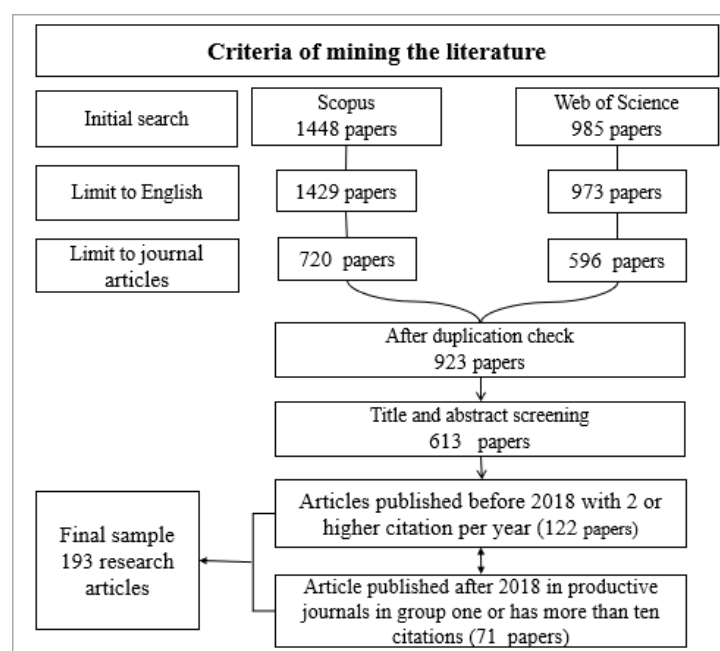 Criteria of mining the literature
Initial search
Scopus
1448 papers
Web of Science
985 papers
Limit to English
1429 papers
973 papers
Limit to journal
articles
720 papers
596 papers
After duplication check
923 papers
Title and abstract screening
613 papers
Articles published before 2018 with 2 or
higher citation per year (122 papers)
Final sample
193 research
articles
Article published after 2018 in productive
journals in group one or has more than ten
citations (71 papers)